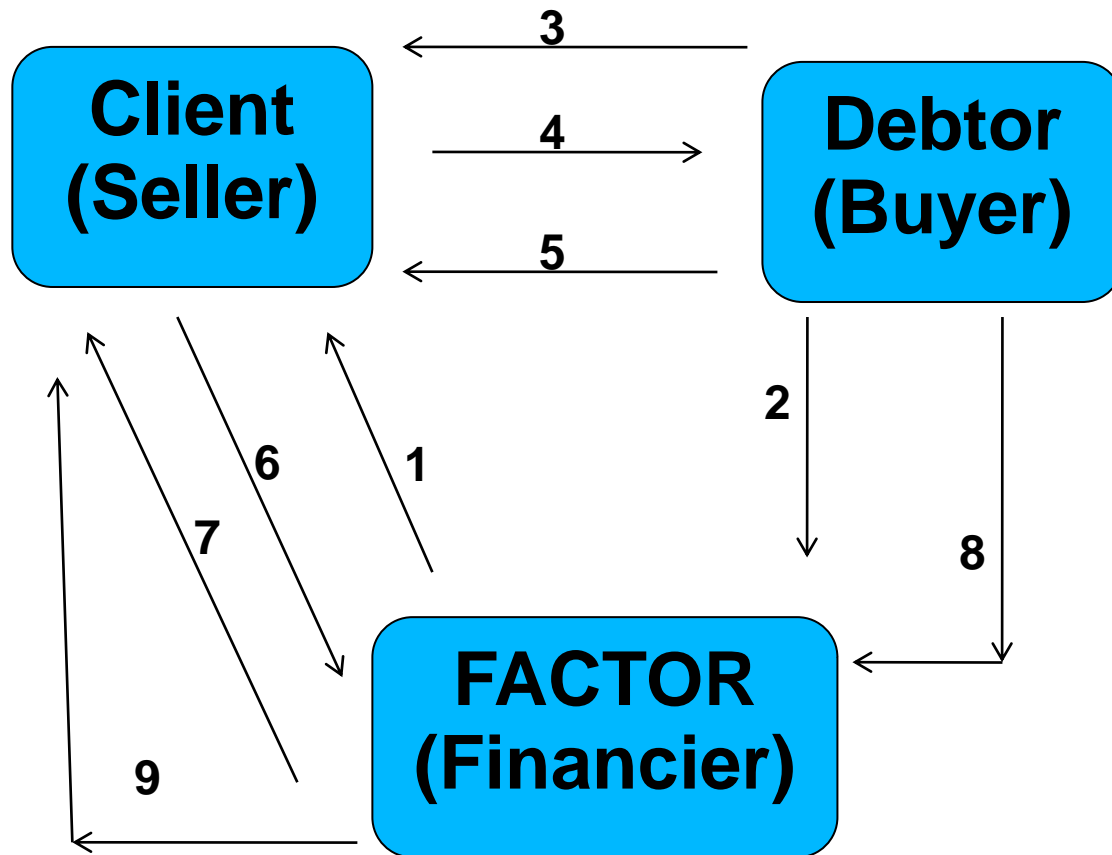 3
Client
(Seller)
4
Debtor
(Buyer)
5
2
6
1
7
8
FACTOR
(Financier)
9